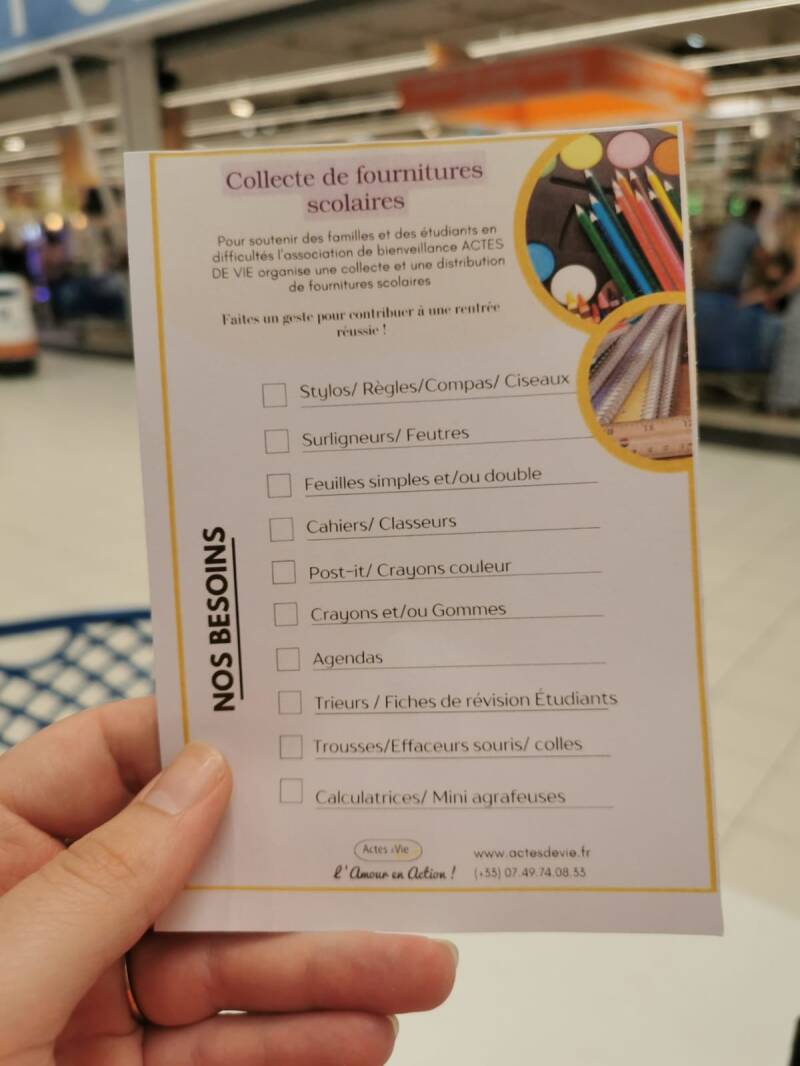 Collecte de fournitures
scolaires
Pour soutenir des familles et des étudiants en
difficultés l'association de bienveillance ACTES
DE VIE organise une collecte et une distribution
de fournitures scolaires
Faites un geste pour contribuer à une rentrée
réussie !
NOS BESOINS
Stylos/ Règles/Compas/ Ciseaux
Surligneurs/ Feutres
Feuilles simples et/ou double
Cahiers/ Classeurs
Post-it/ Crayons couleur
Crayons et/ou Gommes
Agendas
Trieurs / Fiches de révision Étudiants
Trousses/Effaceurs souris/ colles
Calculatrices/ Mini agrafeuses
Actes Vie
l'Amour en Action !
www.actesdevie.fr
(+33) 07.49.74.08.33